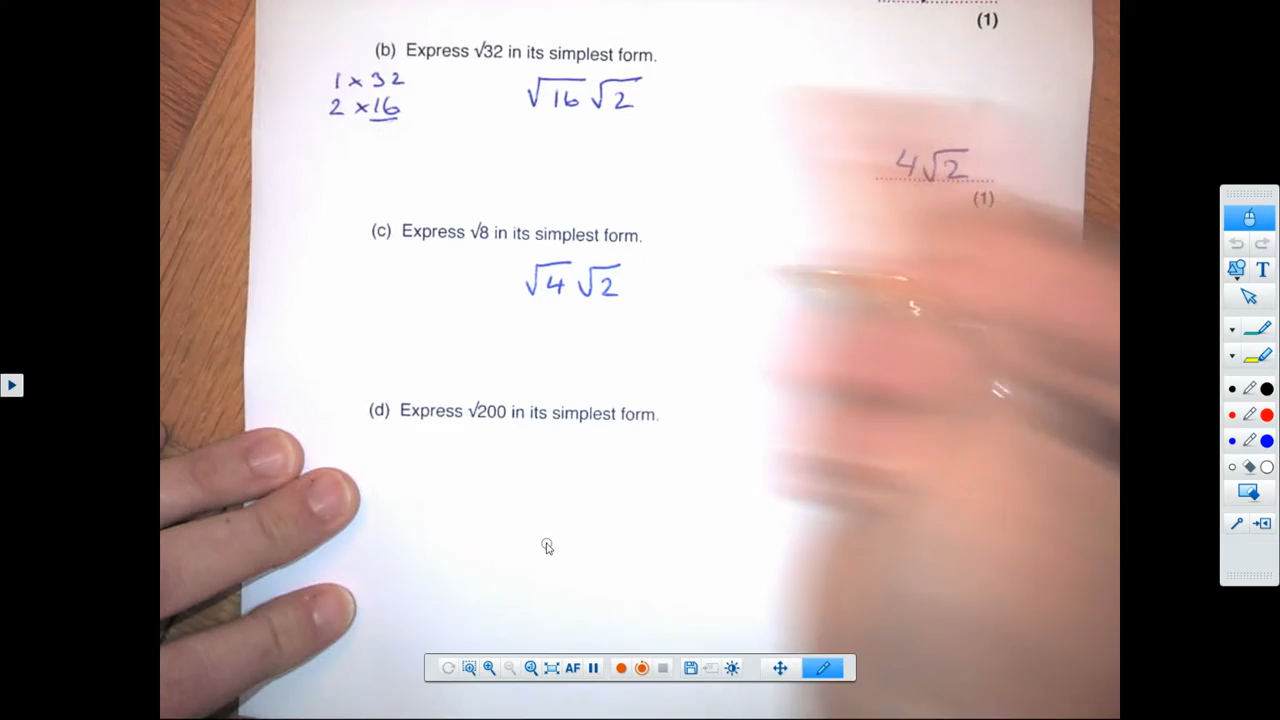 (1)
(b) Express √32 in its simplest form.
1 x 32
2 x 16
√16 √2
4√2
(1)
(c) Express √8 in its simplest form.
√4 √2
(d) Express √200 in its simplest form.
T
AF